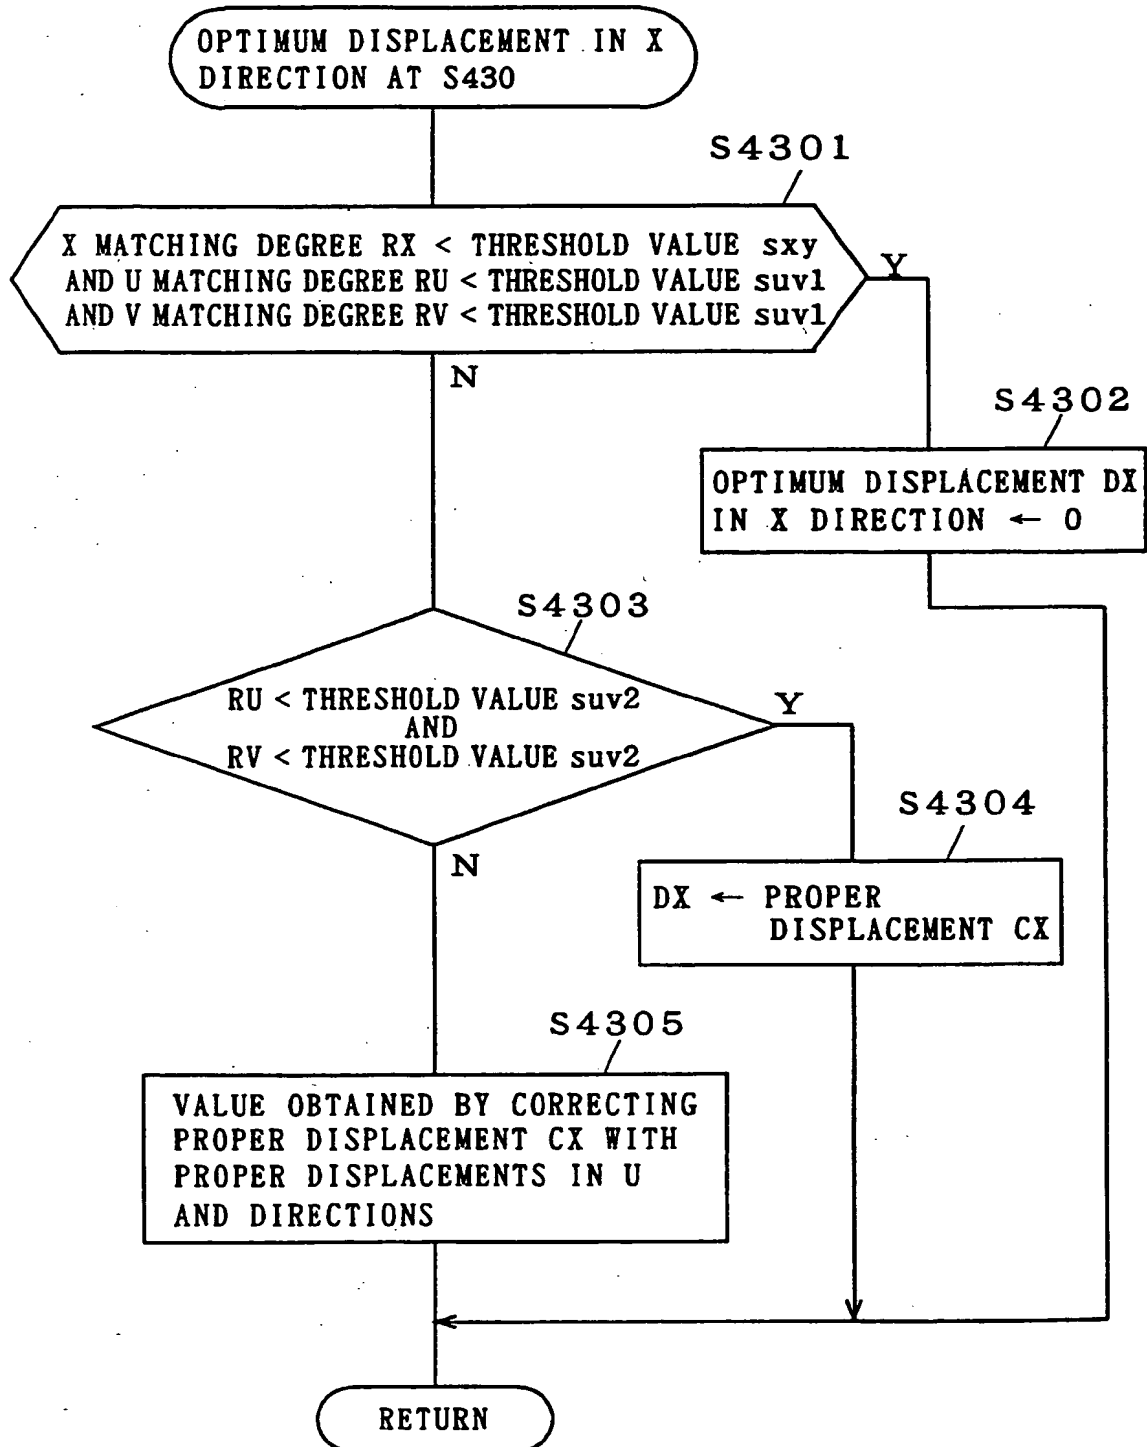 OPTIMUM DISPLACEMENT IN X
DIRECTION AT S430
S4301
X MATCHING DEGREE RX < THRESHOLD VALUE sxy
AND U MATCHING DEGREE RU < THRESHOLD VALUE suv1
AND V MATCHING DEGREE RV < THRESHOLD VALUE suv1
Y
N
S4302
OPTIMUM DISPLACEMENT DX
IN X DIRECTION ← 0
S4303
RU < THRESHOLD VALUE suv2
AND
RV < THRESHOLD VALUE suv2
Y
N
S4304
DX ← PROPER
DISPLACEMENT CX
S4305
VALUE OBTAINED BY CORRECTING
PROPER DISPLACEMENT CX WITH
PROPER DISPLACEMENTS IN U
AND DIRECTIONS
RETURN